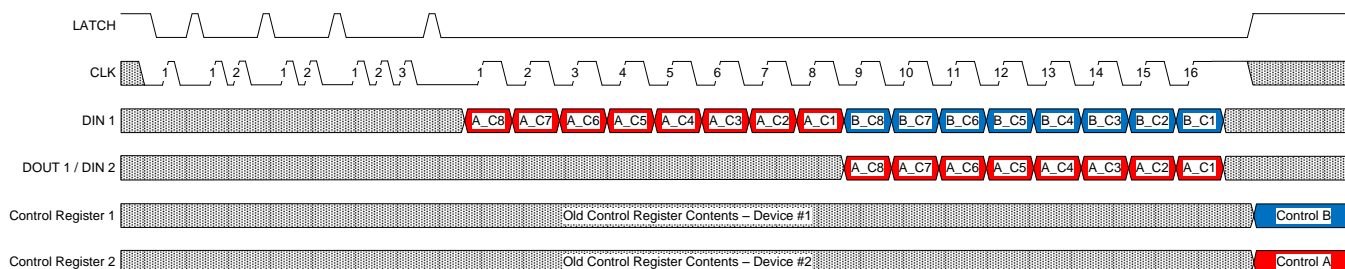 LATCH
CLK 1 1 2 1 2 1 2 3 1 2 3 4 5 6 7 8 9 10 11 12 13 14 15 16
DIN 1 A_C8 A_C7 A_C6 A_C5 A_C4 A_C3 A_C2 A_C1 B_C8 B_C7 B_C6 B_C5 B_C4 B_C3 B_C2 B_C1
DOUT 1 / DIN 2 A_C8 A_C7 A_C6 A_C5 A_C4 A_C3 A_C2 A_C1
Control Register 1 Old Control Register Contents – Device #1 Control B
Control Register 2 Old Control Register Contents – Device #2 Control A